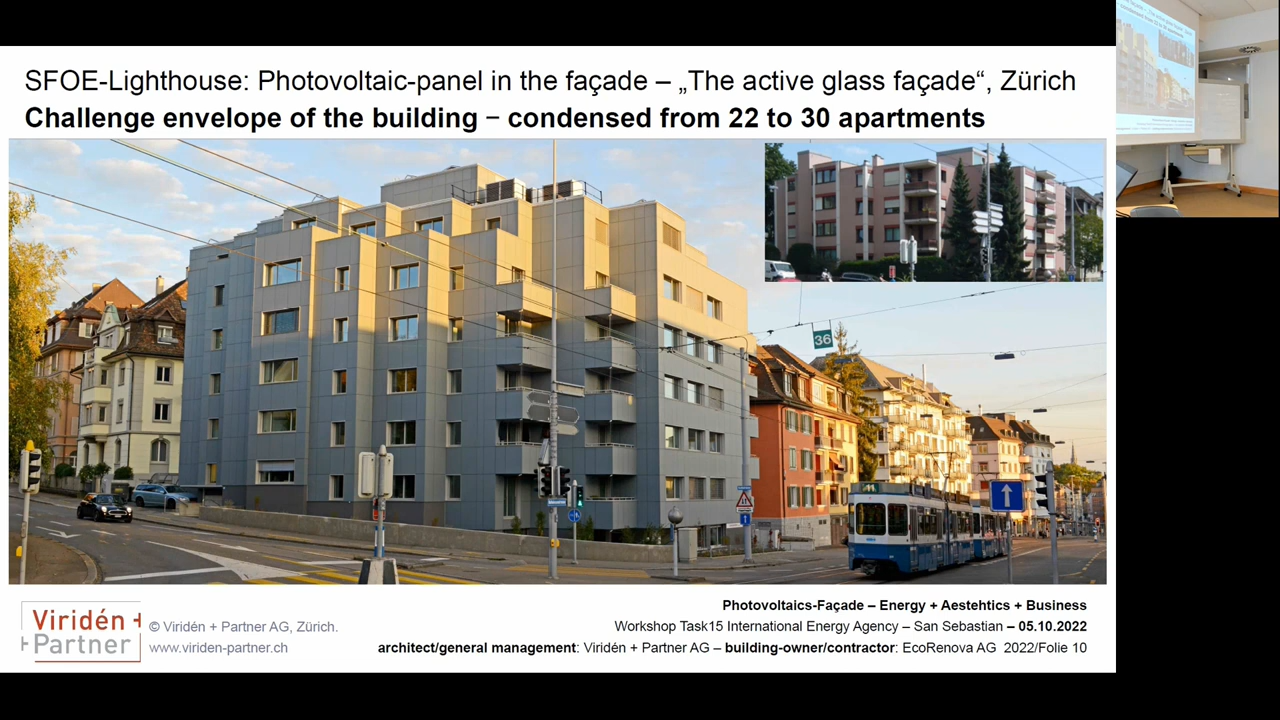 SFOE-Lighthouse: Photovoltaic-panel in the façade – „The active glass façade“, Zürich
Challenge envelope of the building – condensed from 22 to 30 apartments
36
Viridén +
+ Partner
© Viridén + Partner AG, Zürich.
www.viriden-partner.ch
Photovoltaics-Façade – Energy + Aestehtics + Business
Workshop Task15 International Energy Agency – San Sebastian – 05.10.2022
architect/general management: Viridén + Partner AG – building-owner/contractor: EcoRenova AG 2022/Folie 10